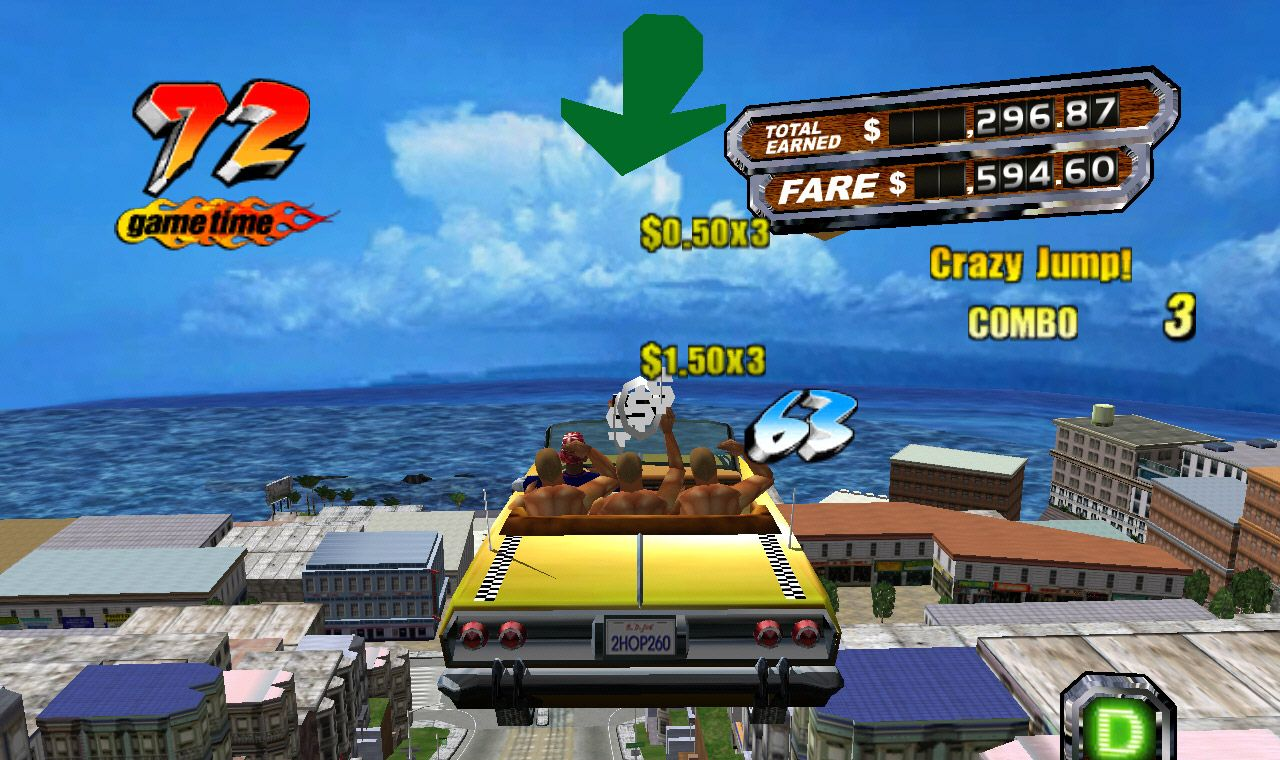 72
game time
TOTAL
EARNED $ ,296.87
FARE $ ,594.60
$0.50x3
Crazy Jump!
COMBO 3
$1.50x3
$
63
2HOP260
D